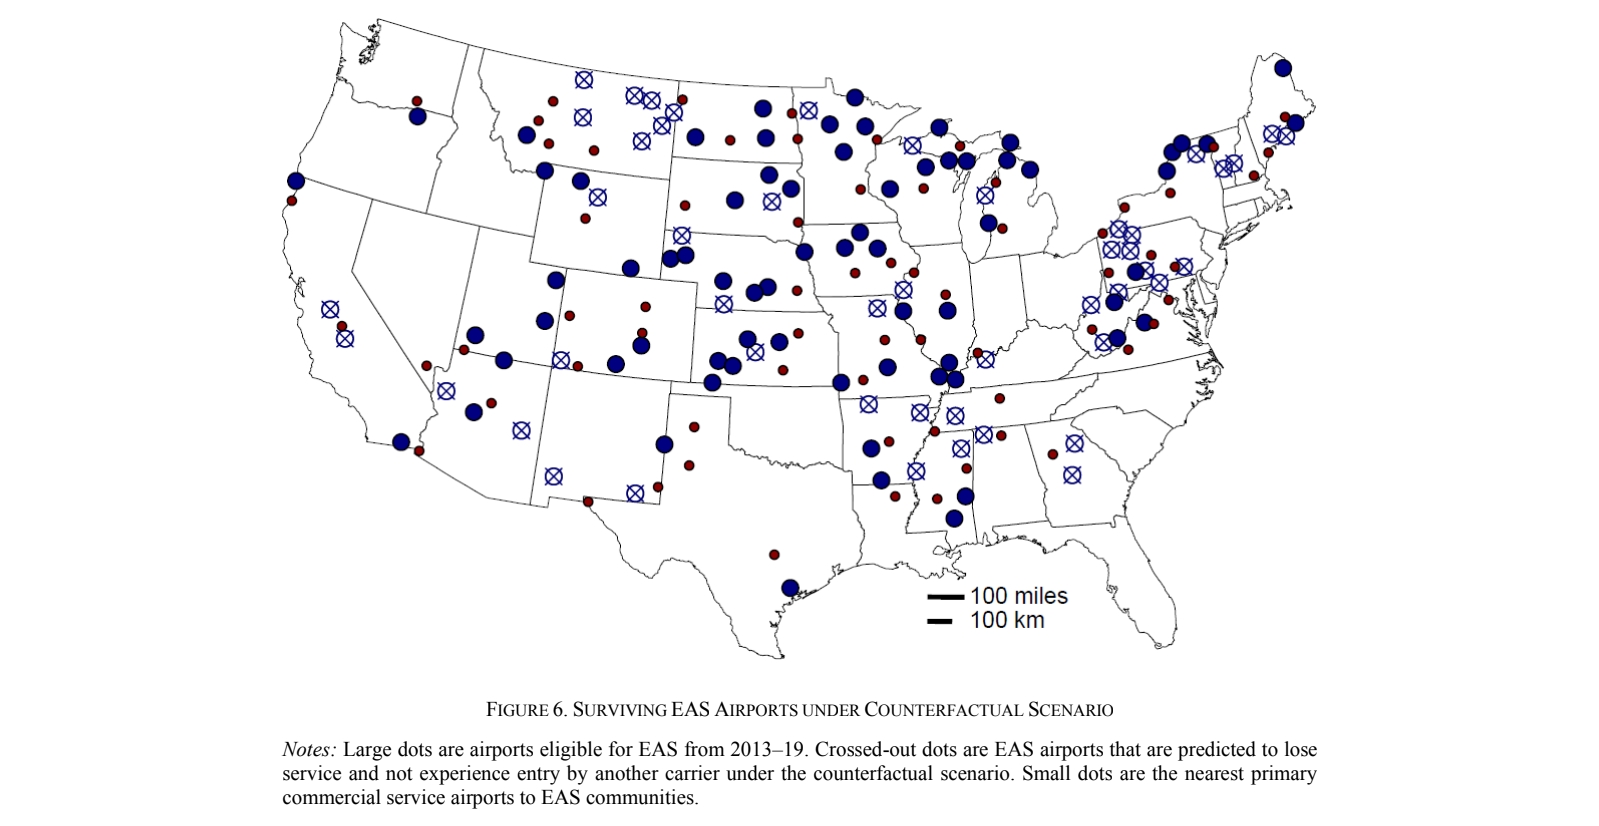 100 miles
100 km
FIGURE 6. SURVIVING EAS AIRPORTS UNDER COUNTERFACTUAL SCENARIO
Notes: Large dots are airports eligible for EAS from 2013–19. Crossed-out dots are EAS airports that are predicted to lose
service and not experience entry by another carrier under the counterfactual scenario. Small dots are the nearest primary
commercial service airports to EAS communities.